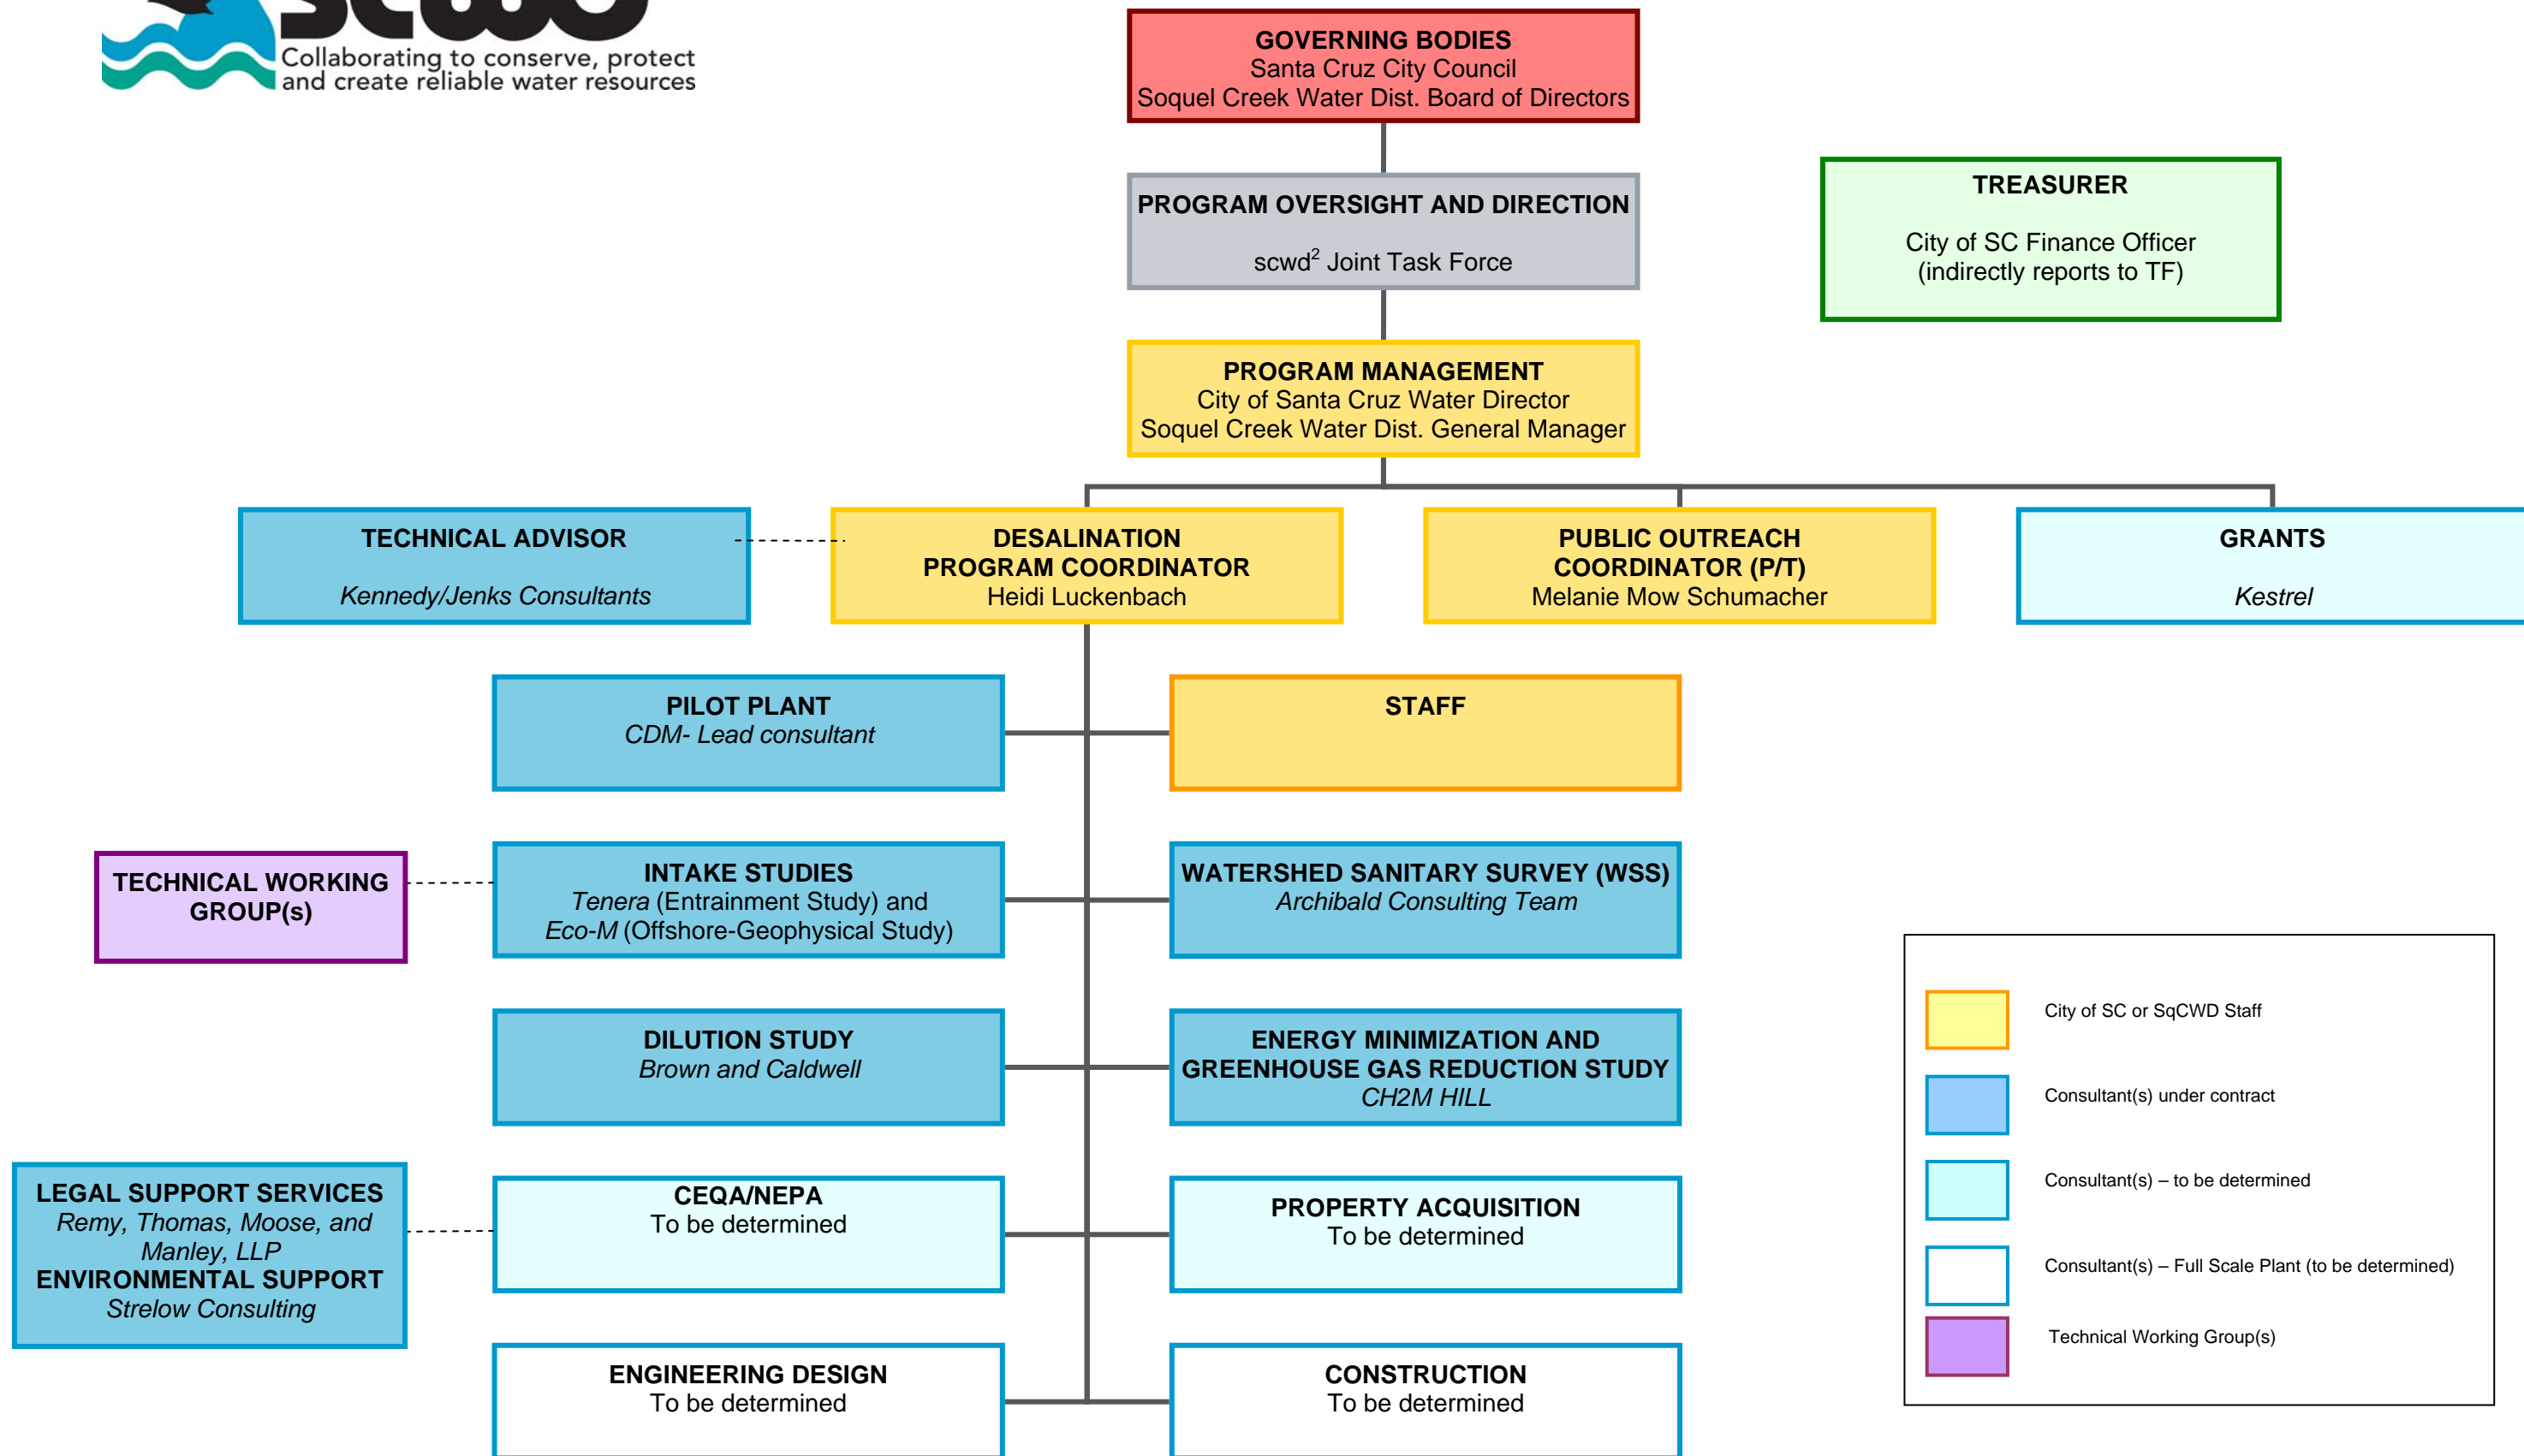 Collaborating to conserve, protect
and create reliable water resources
GOVERNING BODIES
Santa Cruz City Council
Soquel Creek Water Dist. Board of Directors
PROGRAM OVERSIGHT AND DIRECTION
scwd² Joint Task Force
TREASURER
City of SC Finance Officer
(indirectly reports to TF)
PROGRAM MANAGEMENT
City of Santa Cruz Water Director
Soquel Creek Water Dist. General Manager
TECHNICAL ADVISOR
Kennedy/Jenks Consultants
DESALINATION
PROGRAM COORDINATOR
Heidi Luckenbach
PUBLIC OUTREACH
COORDINATOR (P/T)
Melanie Mow Schumacher
GRANTS
Kestrel
PILOT PLANT
CDM- Lead consultant
STAFF
TECHNICAL WORKING
GROUP(s)
INTAKE STUDIES
Tenera (Entrainment Study) and
Eco-M (Offshore-Geophysical Study)
WATERSHED SANITARY SURVEY (WSS)
Archibald Consulting Team
DILUTION STUDY
Brown and Caldwell
ENERGY MINIMIZATION AND
GREENHOUSE GAS REDUCTION STUDY
CH2M HILL
LEGAL SUPPORT SERVICES
Remy, Thomas, Moose, and
Manley, LLP
ENVIRONMENTAL SUPPORT
Strelow Consulting
CEQA/NEPA
To be determined
PROPERTY ACQUISITION
To be determined
ENGINEERING DESIGN
To be determined
CONSTRUCTION
To be determined
City of SC or SqCWD Staff
Consultant(s) under contract
Consultant(s) – to be determined
Consultant(s) – Full Scale Plant (to be determined)
Technical Working Group(s)